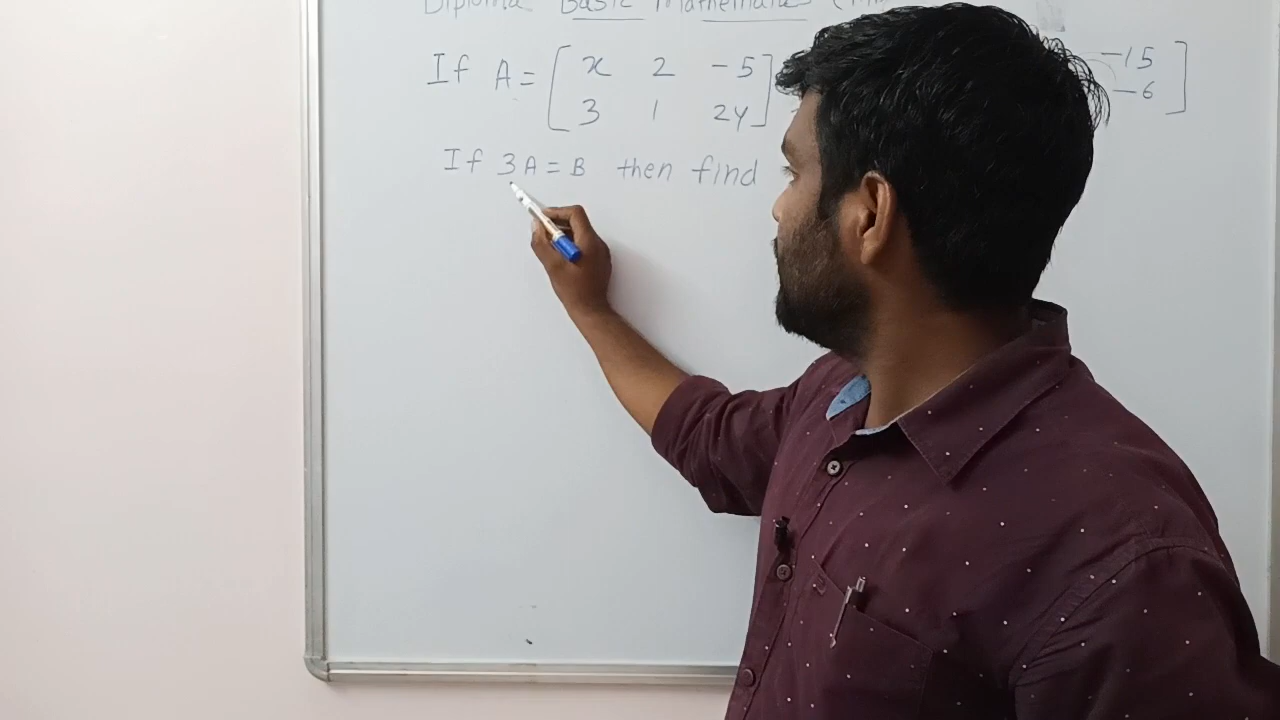 Diploma Basic Mathematics (
If A = [ x 2 -5 ] -15 ]
[ 3 1 2y ] -6 ]
If 3A = B then find